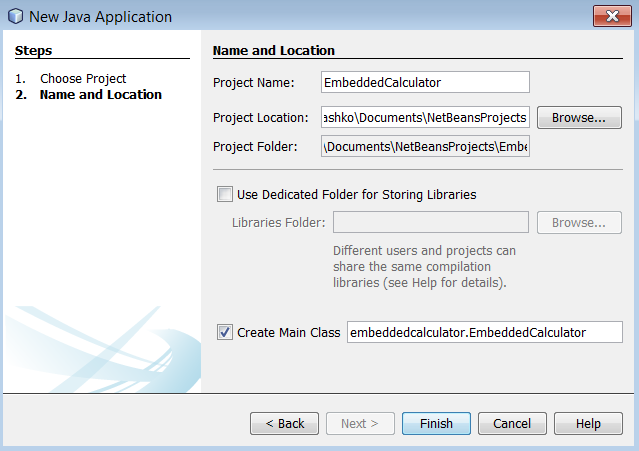 New Java Application
Steps
1. Choose Project
2. Name and Location
Name and Location
Project Name: EmbeddedCalculator
Project Location: ashko\Documents\NetBeansProjects Browse...
Project Folder: \Documents\NetBeansProjects\Embe
Use Dedicated Folder for Storing Libraries
Libraries Folder: Browse...
Different users and projects can
share the same compilation
libraries (see Help for details).
Create Main Class embeddedcalculator.EmbeddedCalculator
< Back Next > Finish Cancel Help